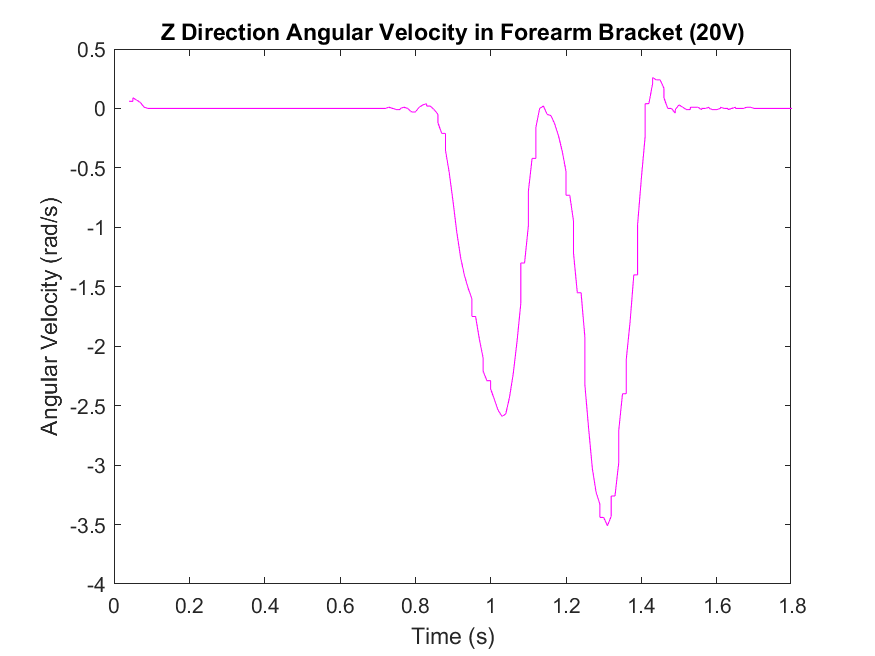 Z Direction Angular Velocity in Forearm Bracket (20V)
Angular Velocity (rad/s)
0.5
0
-0.5
-1
-1.5
-2
-2.5
-3
-3.5
-4
0 0.2 0.4 0.6 0.8 1 1.2 1.4 1.6 1.8
Time (s)